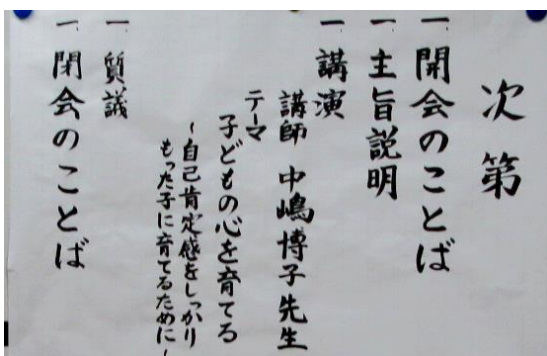 次第
一、開会のことば
一、主旨説明
一、講演
講師 中嶋博子先生
テーマ
子どもの心を育てる
~自己肯定感をしっかり
もった子に育てるために~
一、質議
一、閉会のことば